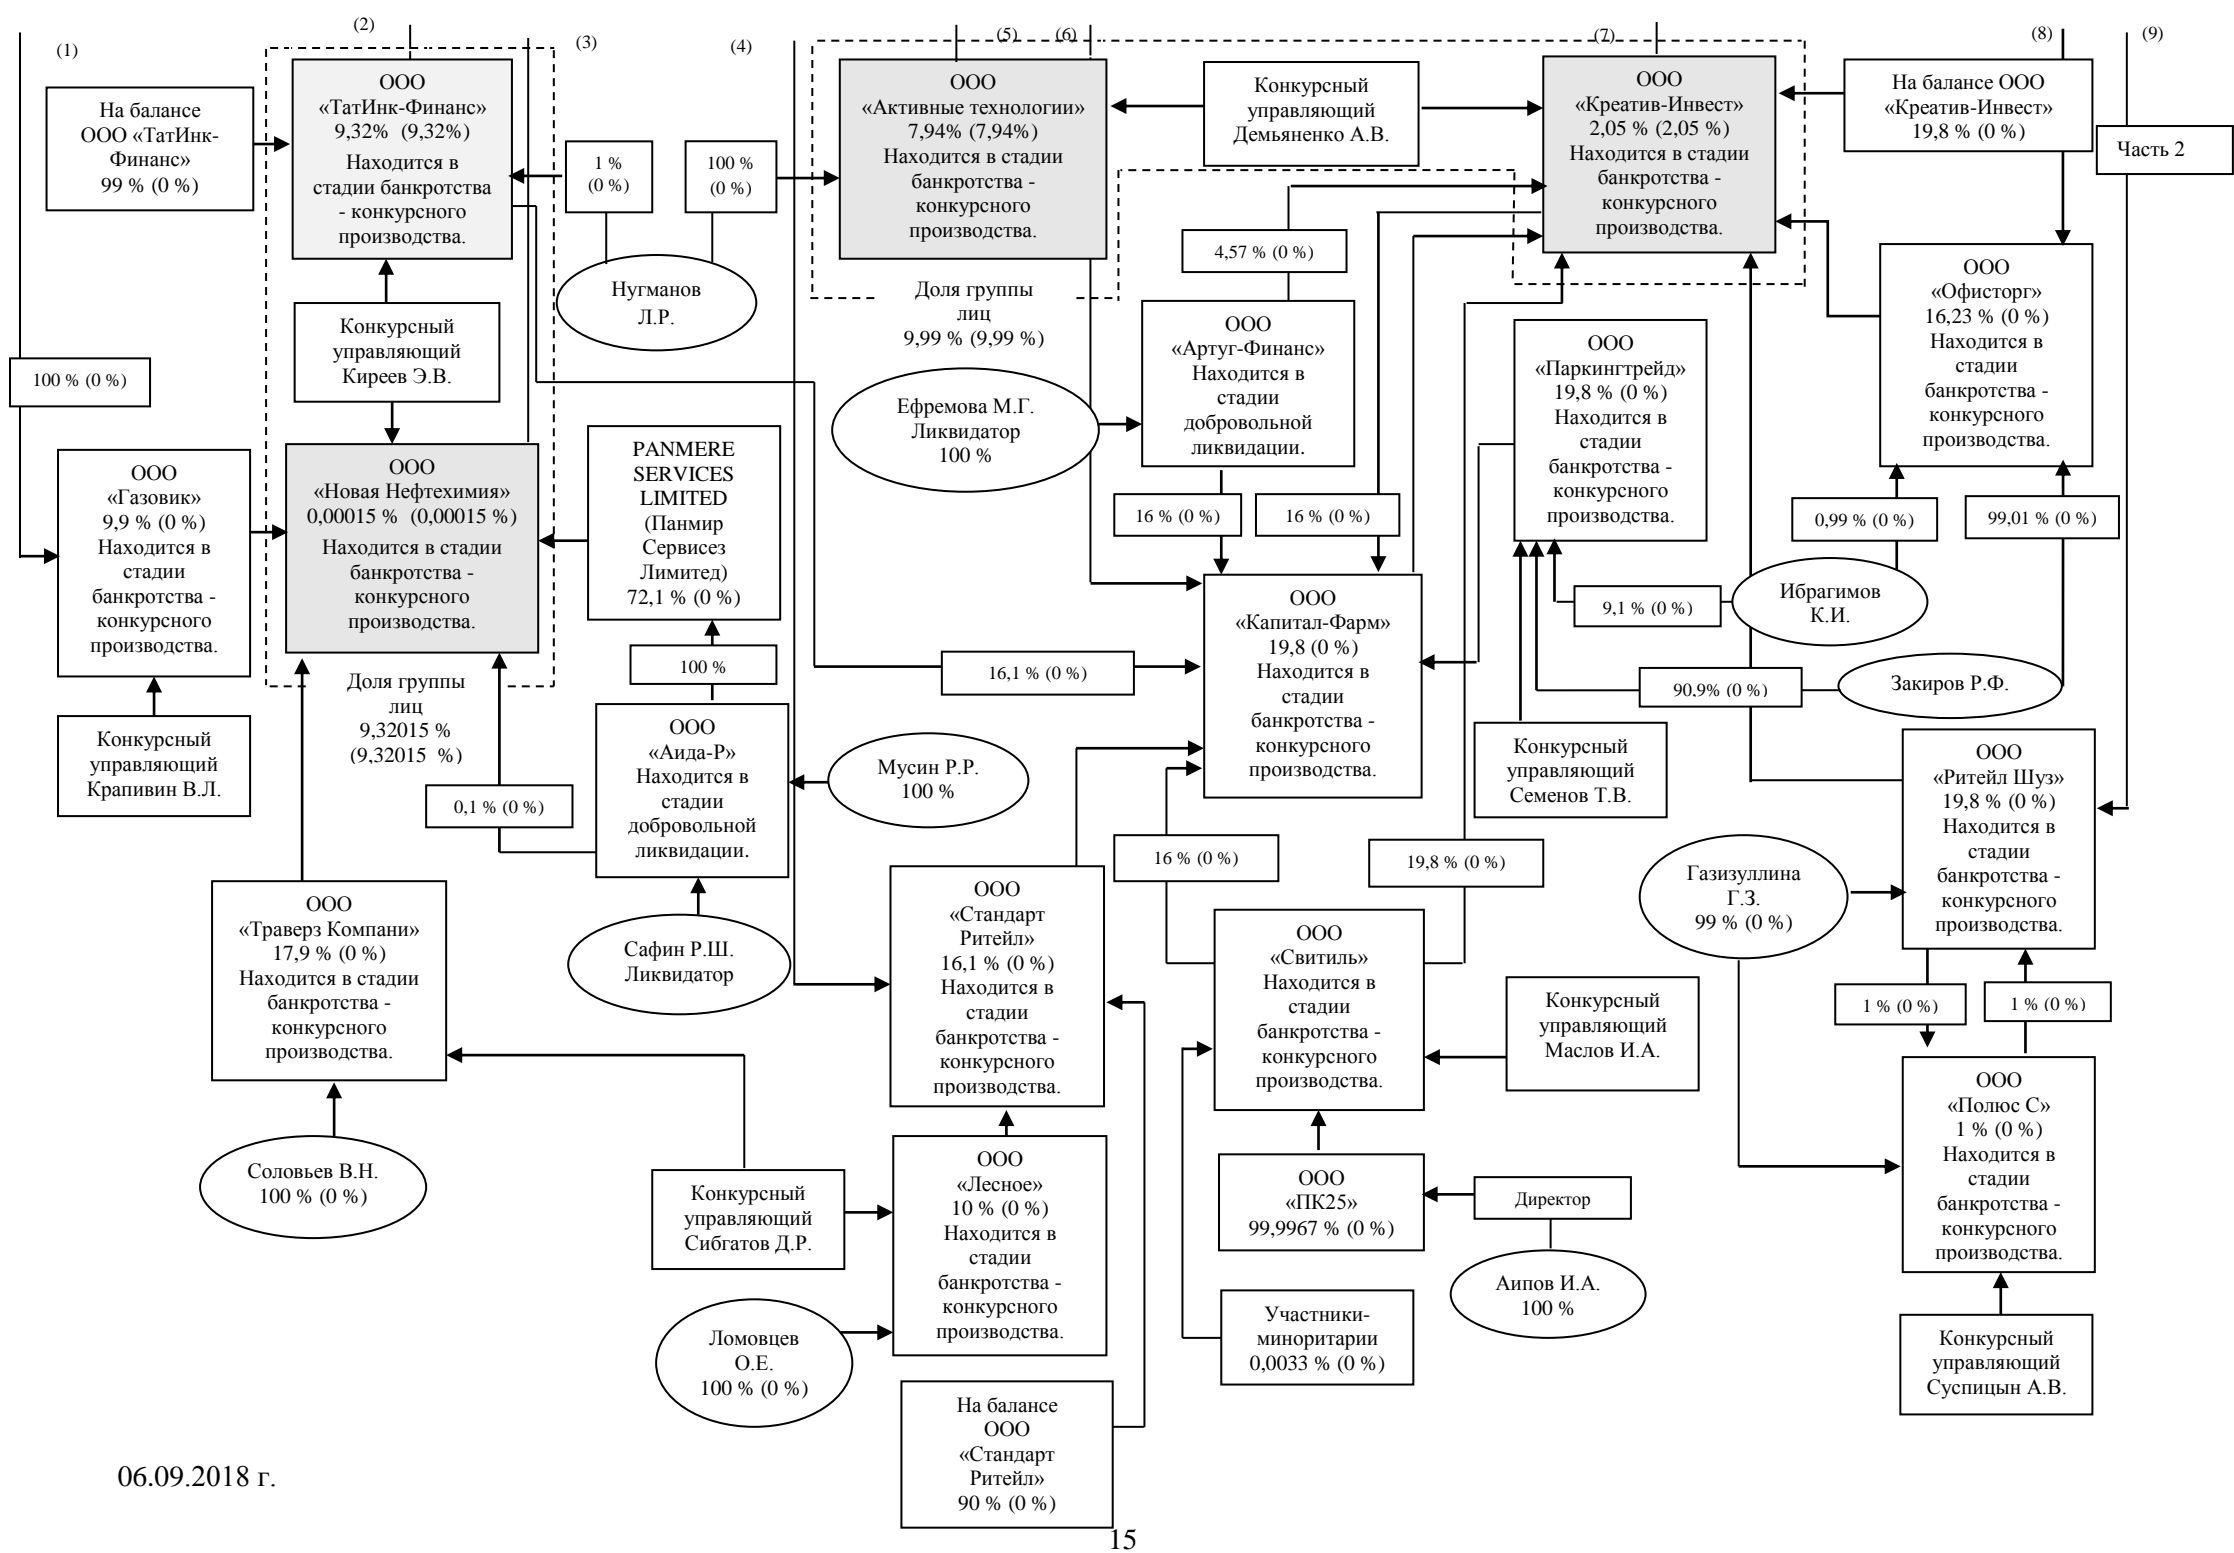 (1)
(2)
(3)
(4)
(5)
(6)
(7)
(8)
(9)
На балансе
ООО «ТатИнк-
Финанс»
99 % (0 %)
ООО
«ТатИнк-Финанс»
9,32% (9,32%)
Находится в
стадии банкротства
- конкурсного
производства.
1 %
(0 %)
100 %
(0 %)
Нугманов
Л.Р.
ООО
«Активные технологии»
7,94% (7,94%)
Находится в стадии
банкротства -
конкурсного
производства.
Доля группы
лиц
9,99 % (9,99 %)
Конкурсный
управляющий
Демьяненко А.В.
ООО
«Креатив-Инвест»
2,05 % (2,05 %)
Находится в стадии
банкротства -
конкурсного
производства.
На балансе ООО
«Креатив-Инвест»
19,8 % (0 %)
Часть 2
4,57 % (0 %)
ООО
«Офисторг»
16,23 % (0 %)
Находится в
стадии
банкротства -
конкурсного
производства.
100 % (0 %)
Конкурсный
управляющий
Киреев Э.В.
Ефремова М.Г.
Ликвидатор
100 %
ООО
«Артуг-Финанс»
Находится в
стадии
добровольной
ликвидации.
ООО
«Паркингтрейд»
19,8 % (0 %)
Находится в
стадии
банкротства -
конкурсного
производства.
ООО
«Газовик»
9,9 % (0 %)
Находится в
стадии
банкротства -
конкурсного
производства.
ООО
«Новая Нефтехимия»
0,00015 % (0,00015 %)
Находится в стадии
банкротства -
конкурсного
производства.
Доля группы
лиц
9,32015 %
(9,32015 %)
PANMERE
SERVICES
LIMITED
(Панмир
Сервисез
Лимитед)
72,1 % (0 %)
100 %
16 % (0 %)
16 % (0 %)
0,99 % (0 %)
99,01 % (0 %)
9,1 % (0 %)
Ибрагимов
К.И.
90,9% (0 %)
Закиров Р.Ф.
16,1 % (0 %)
ООО
«Капитал-Фарм»
19,8 (0 %)
Находится в
стадии
банкротства -
конкурсного
производства.
Конкурсный
управляющий
Крапивин В.Л.
0,1 % (0 %)
ООО
«Аида-Р»
Находится в
стадии
добровольной
ликвидации.
Мусин Р.Р.
100 %
Конкурсный
управляющий
Семенов Т.В.
ООО
«Ритейл Шуз»
19,8 % (0 %)
Находится в
стадии
банкротства -
конкурсного
производства.
16 % (0 %)
19,8 % (0 %)
Газизуллина
Г.З.
99 % (0 %)
ООО
«Траверз Компани»
17,9 % (0 %)
Находится в стадии
банкротства -
конкурсного
производства.
Сафин Р.Ш.
Ликвидатор
ООО
«Стандарт
Ритейл»
16,1 % (0 %)
Находится в
стадии
банкротства -
конкурсного
производства.
ООО
«Свитиль»
Находится в
стадии
банкротства -
конкурсного
производства.
Конкурсный
управляющий
Маслов И.А.
1 % (0 %)
1 % (0 %)
ООО
«Полюс С»
1 % (0 %)
Находится в
стадии
банкротства -
конкурсного
производства.
Соловьев В.Н.
100 % (0 %)
Конкурсный
управляющий
Сибгатов Д.Р.
ООО
«Лесное»
10 % (0 %)
Находится в
стадии
банкротства -
конкурсного
производства.
ООО
«ПК25»
99,9967 % (0 %)
Директор
Аипов И.А.
100 %
Ломовцев
О.Е.
100 % (0 %)
Участники-
миноритарии
0,0033 % (0 %)
Конкурсный
управляющий
Суспицын А.В.
На балансе
ООО
«Стандарт
Ритейл»
90 % (0 %)
06.09.2018 г.
15